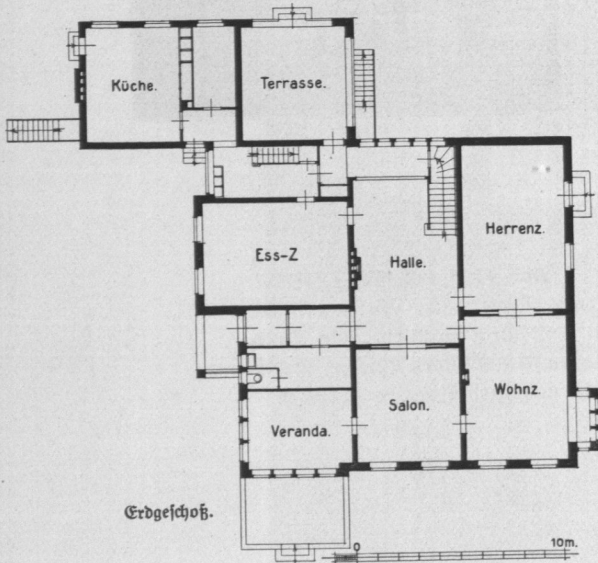 Küche.
Terrasse.
Ess-Z
Halle.
Herrenz.
Veranda.
Salon.
Wohnz.
Erdgeschoß.
0 10m.